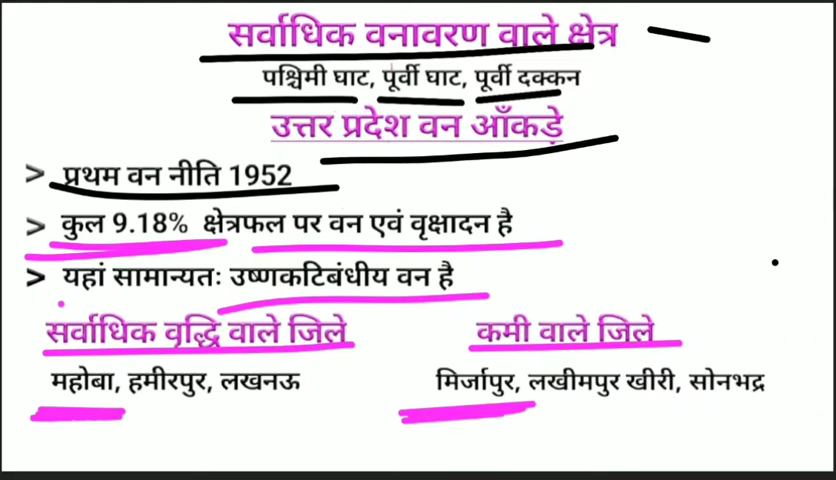 सर्वाधिक वनावरण वाले क्षेत्र
पश्चिमी घाट, पूर्वी घाट, पूर्वी दक्कन
उत्तर प्रदेश वन आँकड़े
> प्रथम वन नीति 1952
> कुल 9.18% क्षेत्रफल पर वन एवं वृक्षादन है
> यहां सामान्यतः उष्णकटिबंधीय वन है
सर्वाधिक वृद्धि वाले जिले कमी वाले जिले
महोबा, हमीरपुर, लखनऊ मिर्जापुर, लखीमपुर खीरी, सोनभद्र